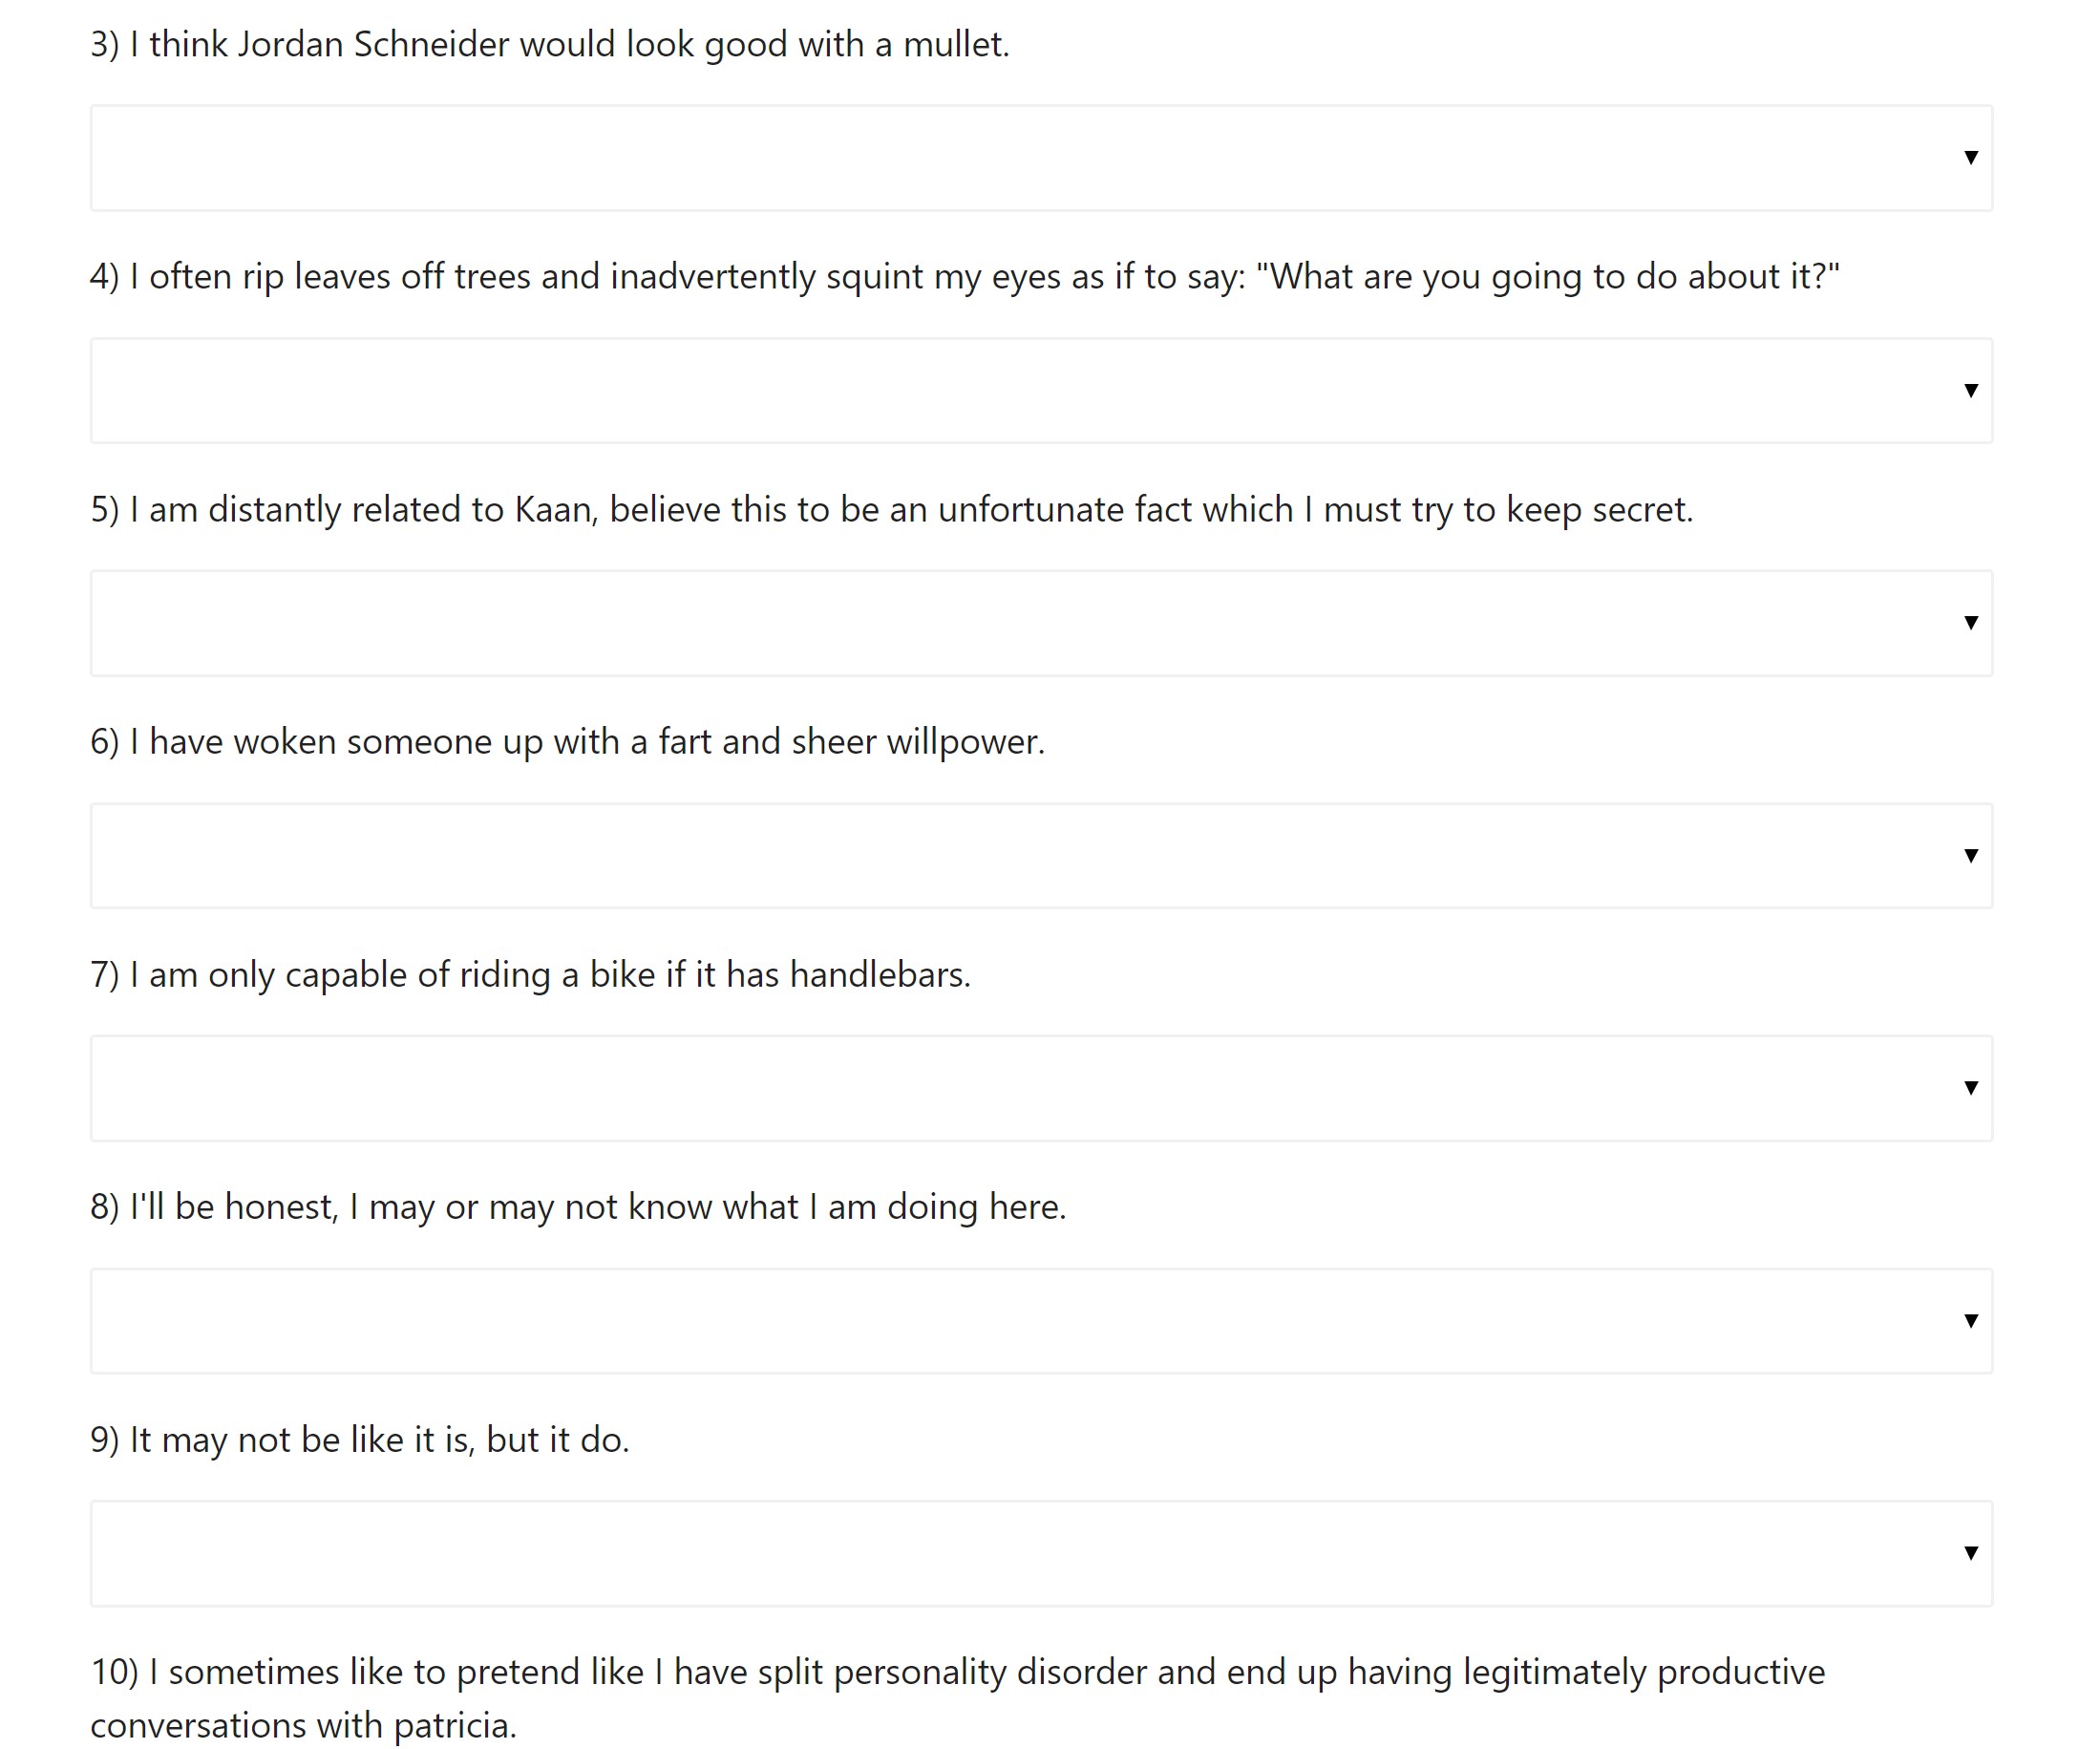 3) I think Jordan Schneider would look good with a mullet.
▼
4) I often rip leaves off trees and inadvertently squint my eyes as if to say: "What are you going to do about it?"
▼
5) I am distantly related to Kaan, believe this to be an unfortunate fact which I must try to keep secret.
▼
6) I have woken someone up with a fart and sheer willpower.
▼
7) I am only capable of riding a bike if it has handlebars.
▼
8) I'll be honest, I may or may not know what I am doing here.
▼
9) It may not be like it is, but it do.
▼
10) I sometimes like to pretend like I have split personality disorder and end up having legitimately productive
conversations with patricia.